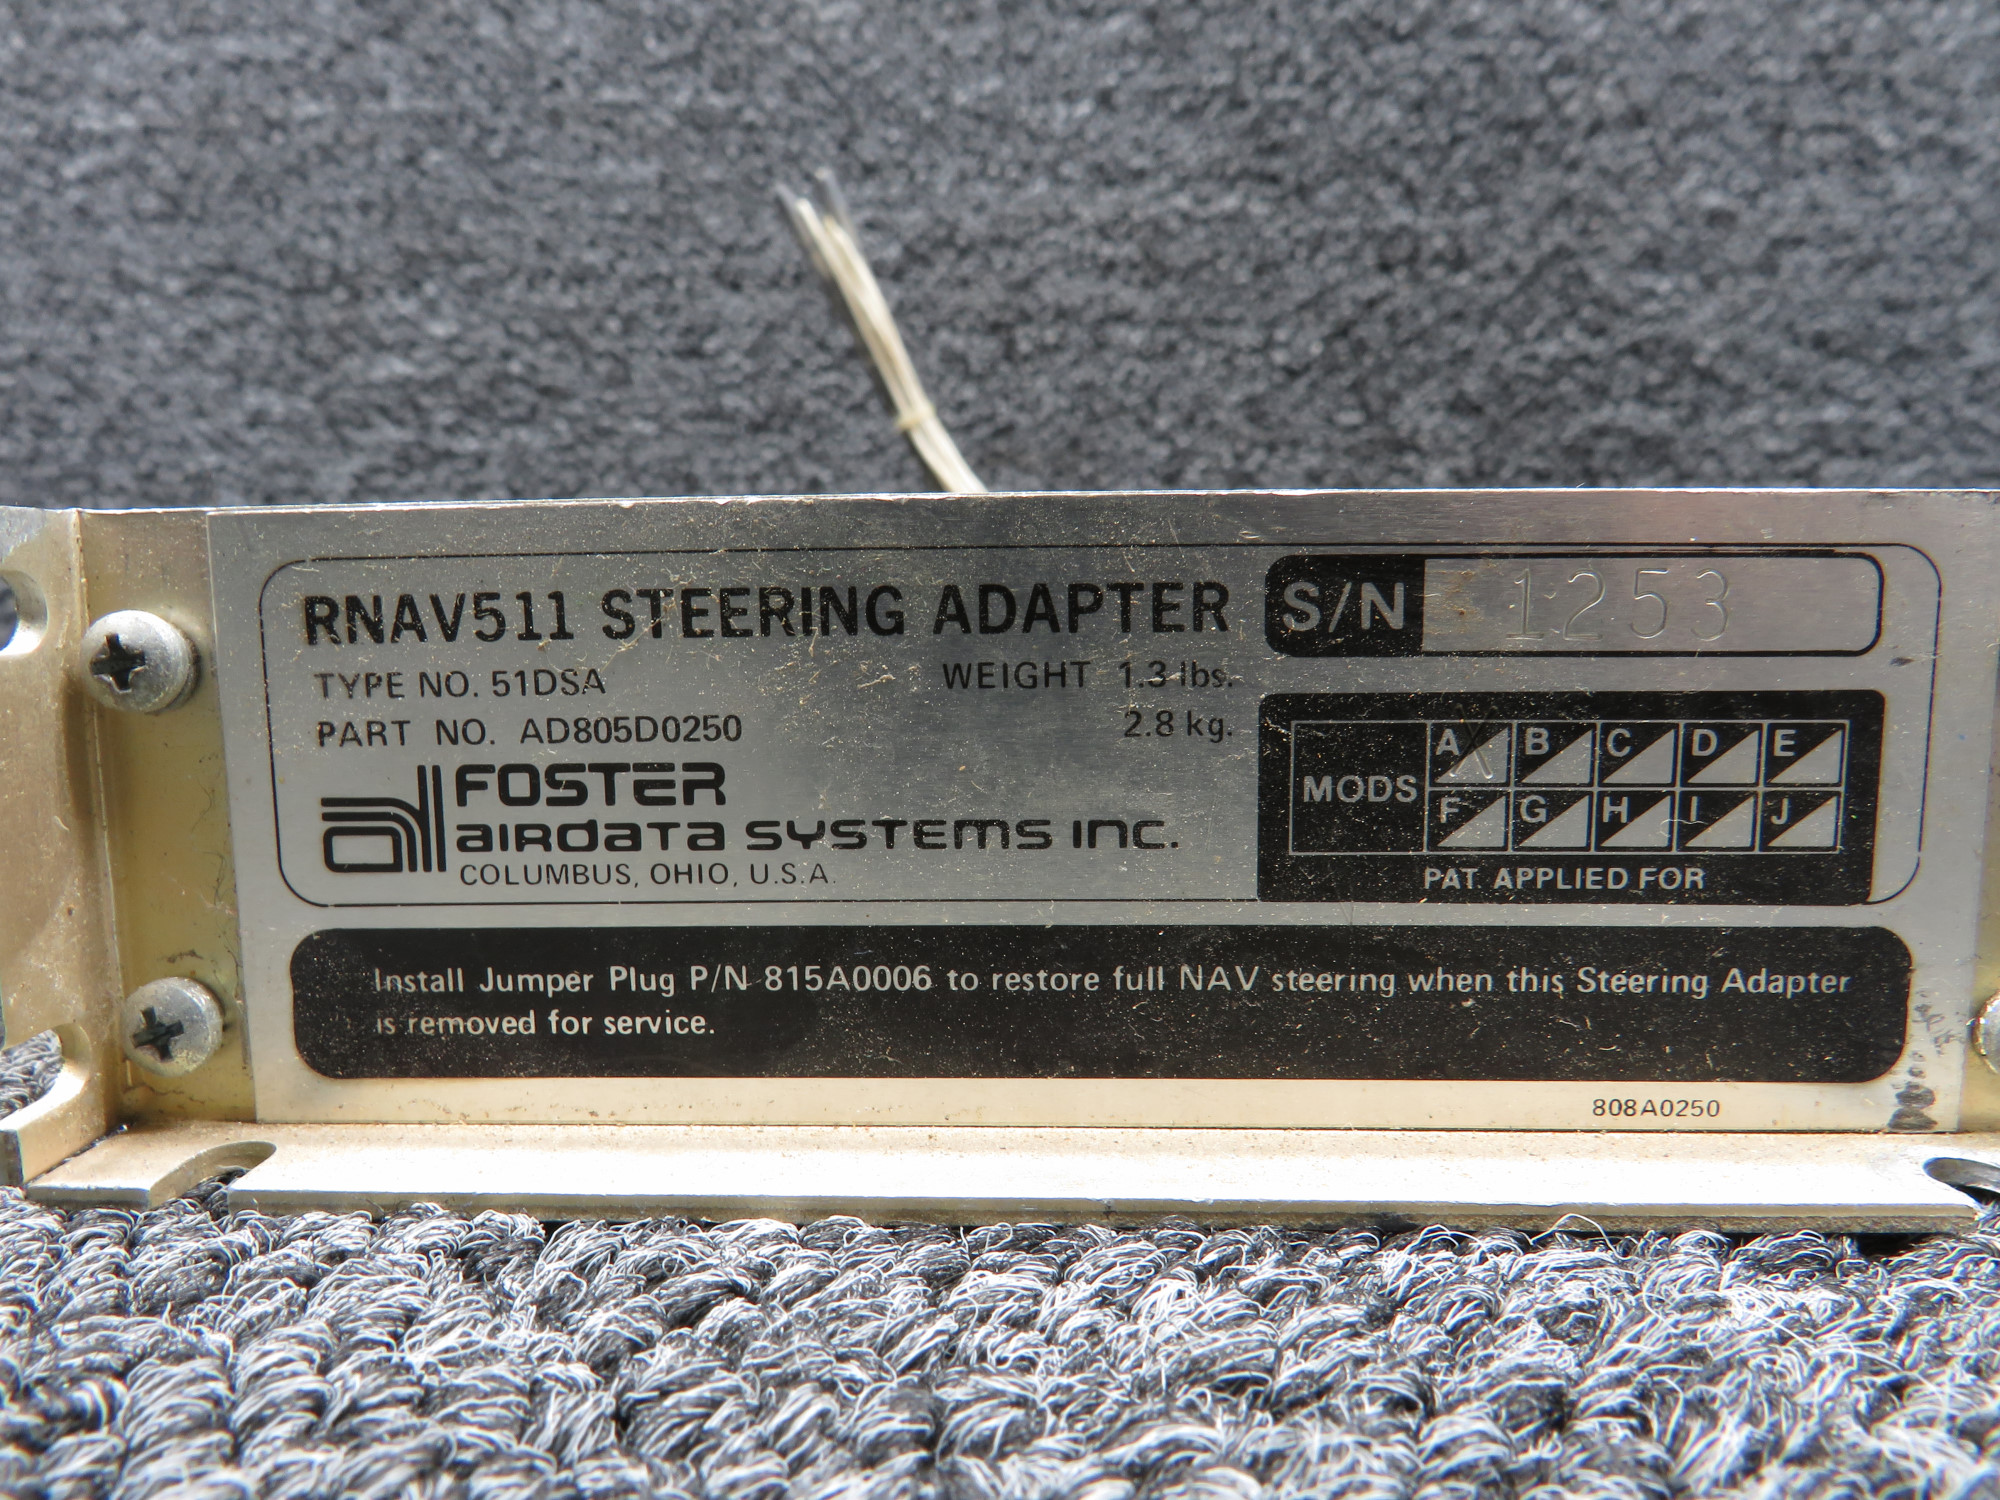 RNAV511 STEERING ADAPTER
S/N 1253
TYPE NO. 51DSA
WEIGHT 1.3 lbs.
PART NO. AD805D0250
2.8 kg.
MODS
A B C D E
F G H I J
PAT. APPLIED FOR
FOSTER
AIRDATA SYSTEMS INC.
COLUMBUS, OHIO, U.S.A.
Install Jumper Plug P/N 815A0006 to restore full NAV steering when this Steering Adapter
is removed for service.
808A0250